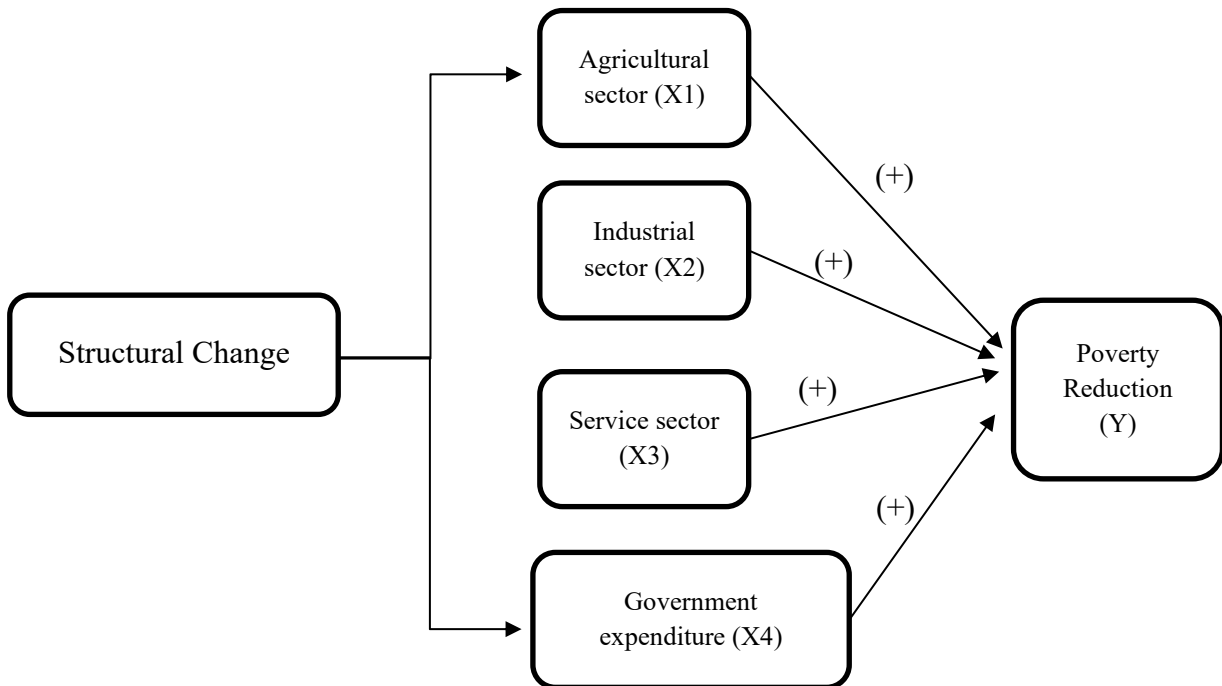 Agricultural
sector (X1)
(+)
Industrial
sector (X2)
(+)
Structural Change
Poverty
Reduction
(Y)
Service sector
(X3)
(+)
(+)
Government
expenditure (X4)